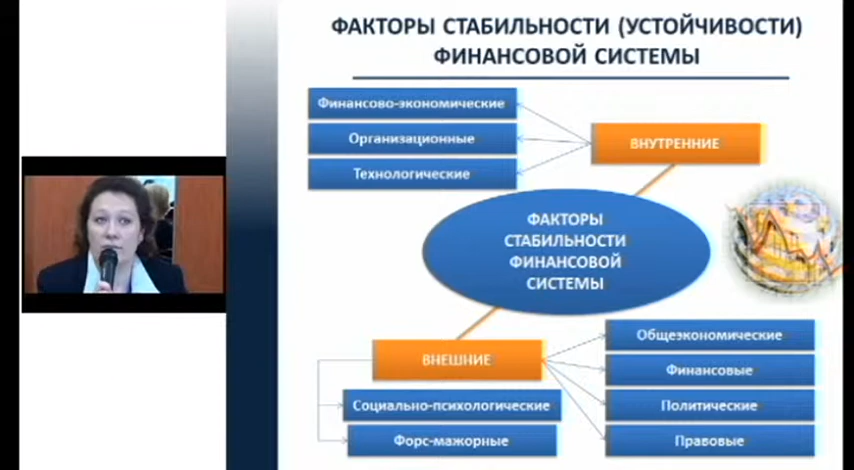 ФАКТОРЫ СТАБИЛЬНОСТИ (УСТОЙЧИВОСТИ)
ФИНАНСОВОЙ СИСТЕМЫ
Финансово-экономические
Организационные
Технологические
ВНУТРЕННИЕ
ФАКТОРЫ
СТАБИЛЬНОСТИ
ФИНАНСОВОЙ
СИСТЕМЫ
ВНЕШНИЕ
Социально-психологические
Форс-мажорные
Общеэкономические
Финансовые
Политические
Правовые